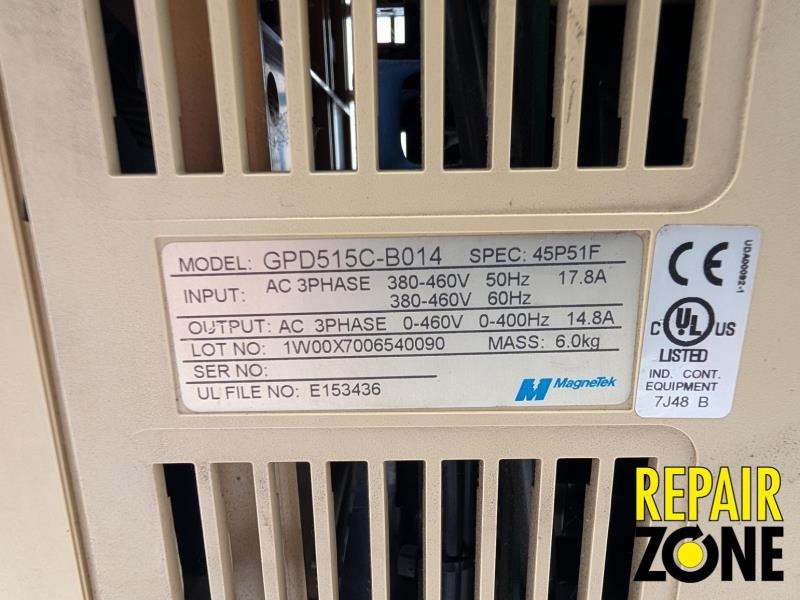 MODEL: GPD515C-B014 SPEC: 45P51F
INPUT: AC 3PHASE 380-460V 50Hz 17.8A
380-460V 60Hz
OUTPUT: AC 3PHASE 0-460V 0-400Hz 14.8A
LOT NO: 1W00X7006540090 MASS: 6.0kg
SER NO:
UL FILE NO: E153436
MagneTek
UDA00092-1
CE
C UL US
LISTED
IND. CONT.
EQUIPMENT
7J48 B
REPAIR
ZONE